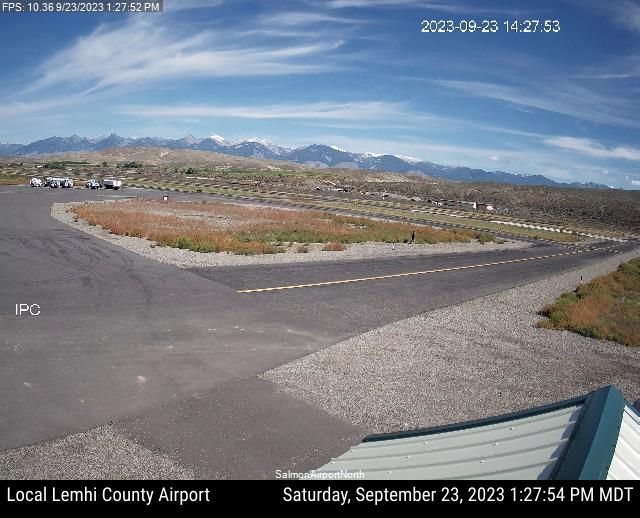 FPS: 10.36 9/23/2023 1:27:52 PM
2023-09-23 14:27:53
IPC
SalmonAirportNorth
Local Lemhi County Airport Saturday, September 23, 2023 1:27:54 PM MDT